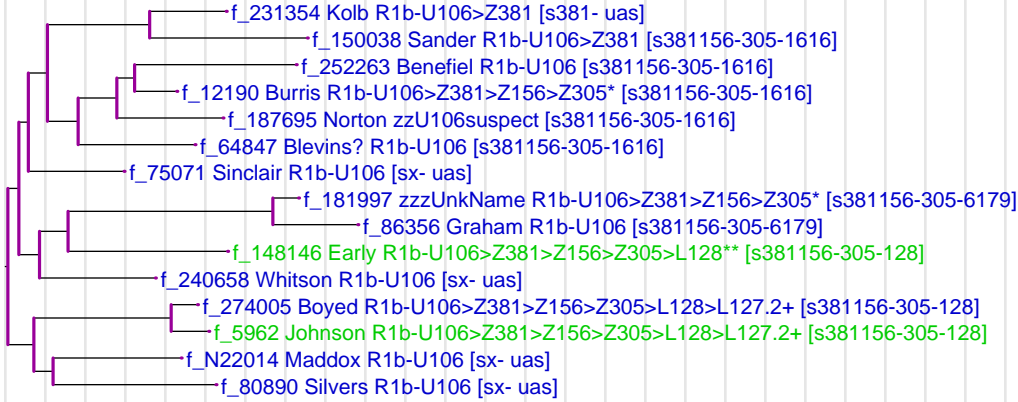 f_231354 Kolb R1b-U106>Z381 [s381- uas]
f_150038 Sander R1b-U106>Z381 [s381156-305-1616]
f_252263 Benefiel R1b-U106 [s381156-305-1616]
f_12190 Burris R1b-U106>Z381>Z156>Z305* [s381156-305-1616]
f_187695 Norton zzU106suspect [s381156-305-1616]
f_64847 Blevins? R1b-U106 [s381156-305-1616]
f_75071 Sinclair R1b-U106 [sx- uas]
f_181997 zzzUnkName R1b-U106>Z381>Z156>Z305* [s381156-305-6179]
f_86356 Graham R1b-U106 [s381156-305-6179]
f_148146 Early R1b-U106>Z381>Z156>Z305>L128** [s381156-305-128]
f_240658 Whitson R1b-U106 [sx- uas]
f_274005 Boyed R1b-U106>Z381>Z156>Z305>L128>L127.2+ [s381156-305-128]
f_5962 Johnson R1b-U106>Z381>Z156>Z305>L128>L127.2+ [s381156-305-128]
f_N22014 Maddox R1b-U106 [sx- uas]
f_80890 Silvers R1b-U106 [sx- uas]